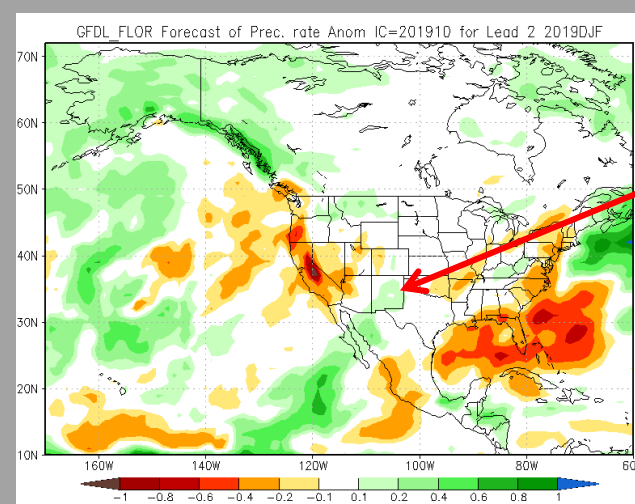 GFDL_FLOR Forecast of Prec. rate Anom IC=201910 for Lead 2 2019DJF
70N
60N
50N
40N
30N
20N
10N
160W 140W 120W 100W 80W 60W
-1 -0.8 -0.6 -0.4 -0.2 -0.1 0.1 0.2 0.4 0.6 0.8 1